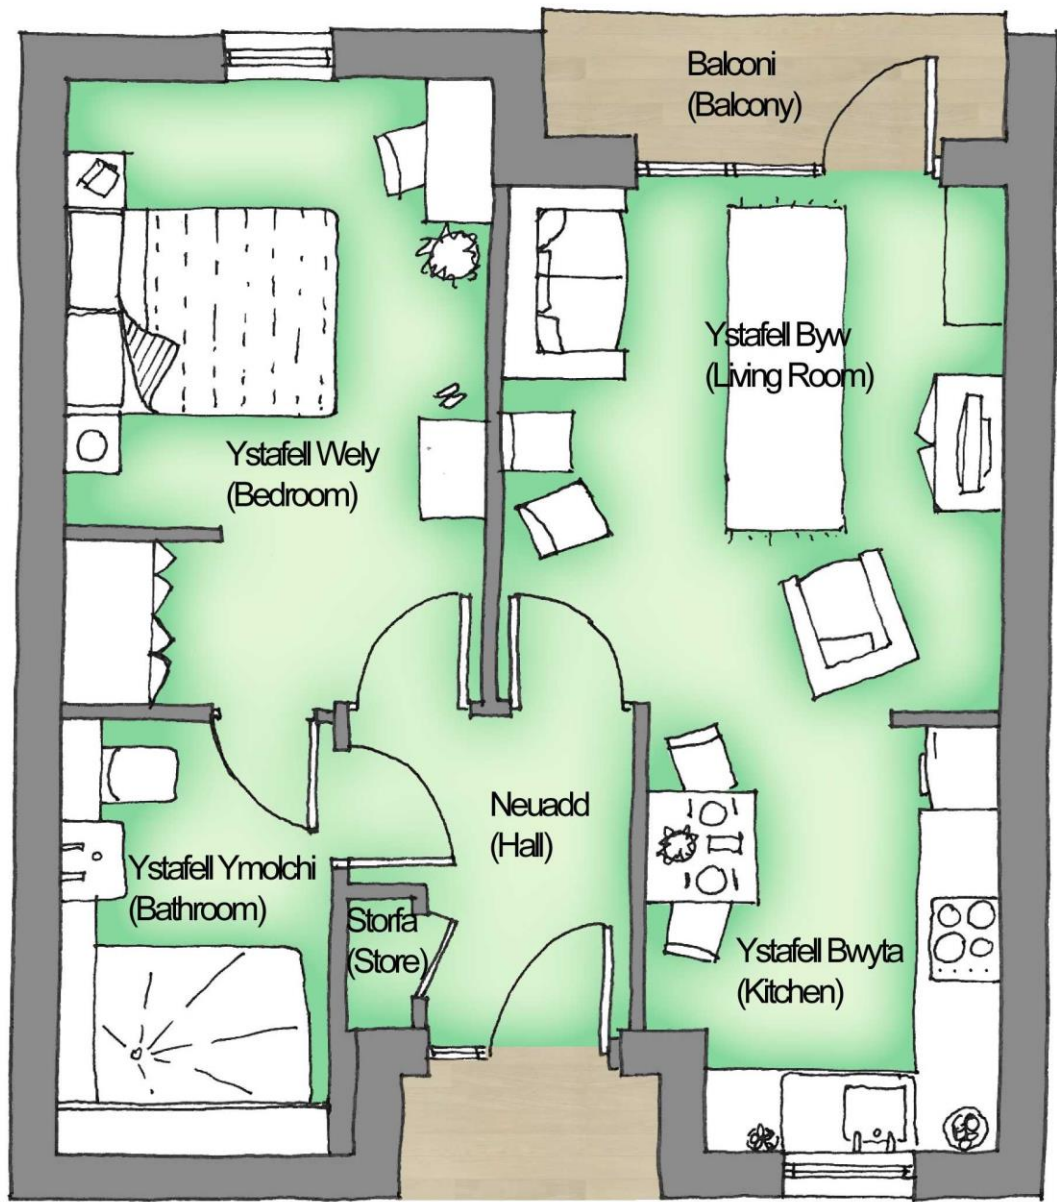 Balconi
(Balcony)
Ystafell Byw
(Living Room)
Ystafell Wely
(Bedroom)
Neuadd
(Hall)
Ystafell Ymolchi
(Bathroom)
Storfa
(Store)
Ystafell Bwyta
(Kitchen)